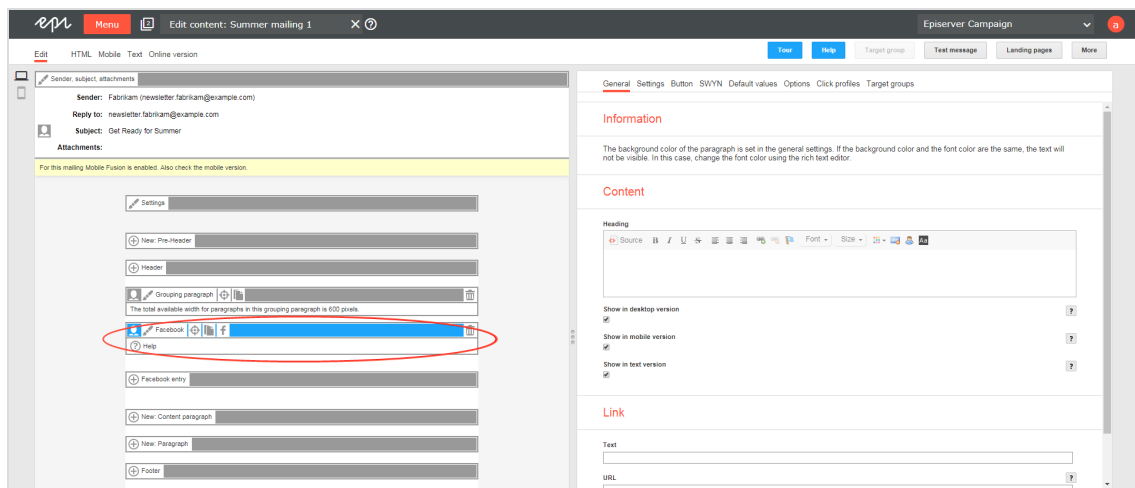 epi Menu 2 Edit content: Summer mailing 1 Episerver Campaign a
Edit HTML Mobile Text Online version Tour Help Target group Test message Landing pages More
Sender, subject, attachments
Sender: Fabrikam (newsletter.fabrikam@example.com)
Reply to: newsletter.fabrikam@example.com
Subject: Get Ready for Summer
Attachments:
For this mailing Mobile Fusion is enabled. Also check the mobile version.
Settings
New: Pre-Header
Header
Grouping paragraph
The total available width for paragraphs in this grouping paragraph is 600 pixels.
Facebook
Help
Facebook entry
New: Content paragraph
New: Paragraph
Footer
General Settings Button SWYN Default values Options Click profiles Target groups
Information
The background color of the paragraph is set in the general settings. If the background color and the font color are the same, the text will
not be visible. In this case, change the font color using the rich text editor.
Content
Heading
Source B I U S Font Size Aa
Show in desktop version ?
Show in mobile version ?
Show in text version ?
Link
Text
URL ?